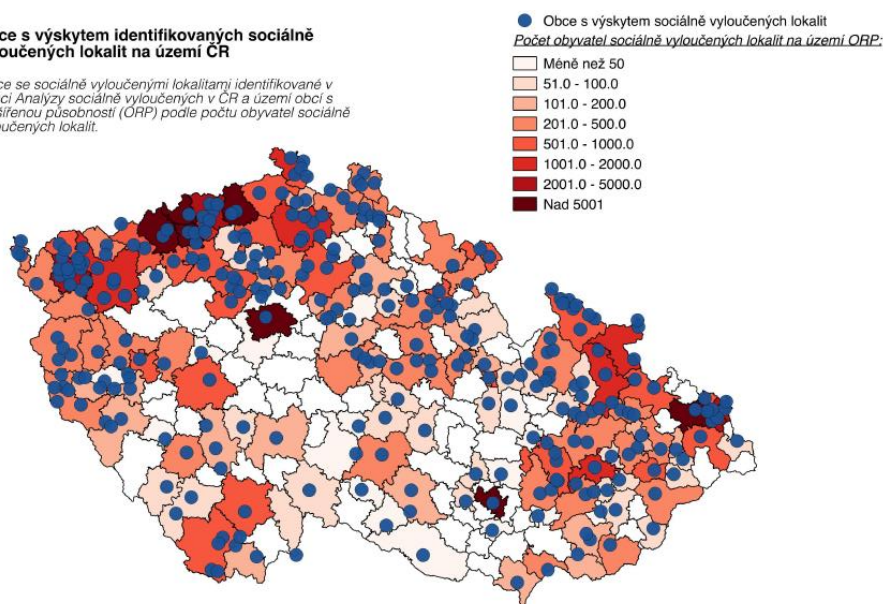 ce s výskytem identifikovaných sociálně
loučených lokalit na území ČR
ce se sociálně vyloučenými lokalitami identifikované v
ci Analýzy sociálně vyloučených v ČR a území obcí s
šířenou působností (ORP) podle počtu obyvatel sociálně
loučených lokalit.
Obce s výskytem sociálně vyloučených lokalit
Počet obyvatel sociálně vyloučených lokalit na území ORP:
Méně než 50
51.0 - 100.0
101.0 - 200.0
201.0 - 500.0
501.0 - 1000.0
1001.0 - 2000.0
2001.0 - 5000.0
Nad 5001